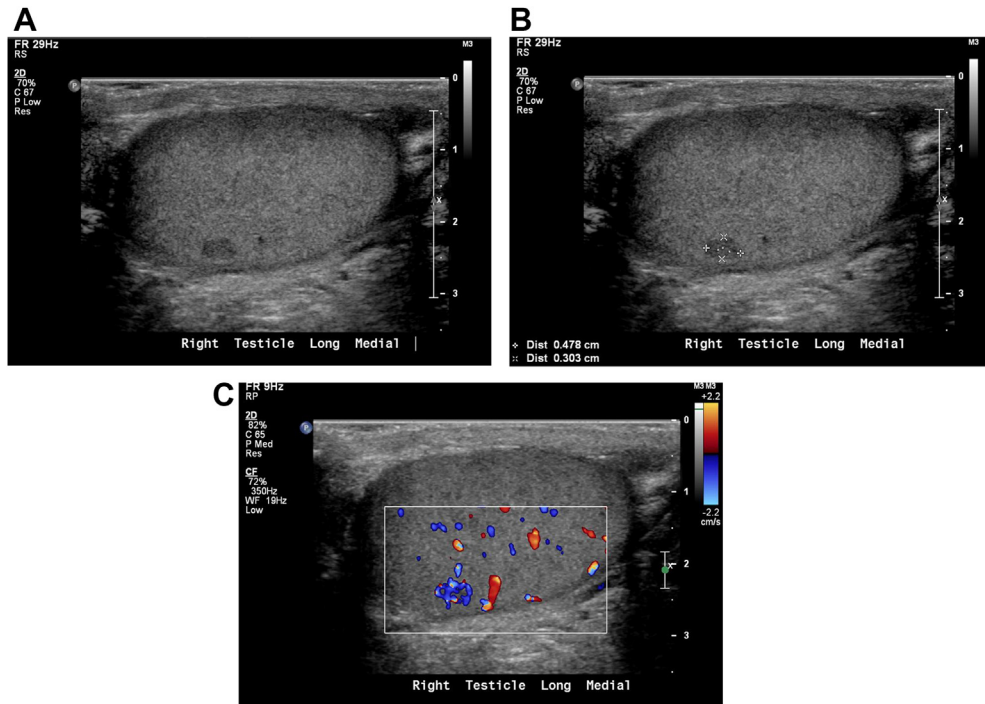 A
FR 29Hz
RS
M3
2D
70%
C 67
P Low
Res
P
0
1
X
2
3
Right Testicle Long Medial
B
FR 29Hz
RS
M3
2D
70%
C 67
P Low
Res
P
0
1
X
2
3
Right Testicle Long Medial
Dist 0.478 cm
Dist 0.303 cm
C
FR 9Hz
RP
M3 M3
+2.2
2D
82%
C 65
P Med
Res
P
CF
72%
350Hz
WF 19Hz
Low
-2.2
cm/s
0
1
2
X
3
Right Testicle Long Medial